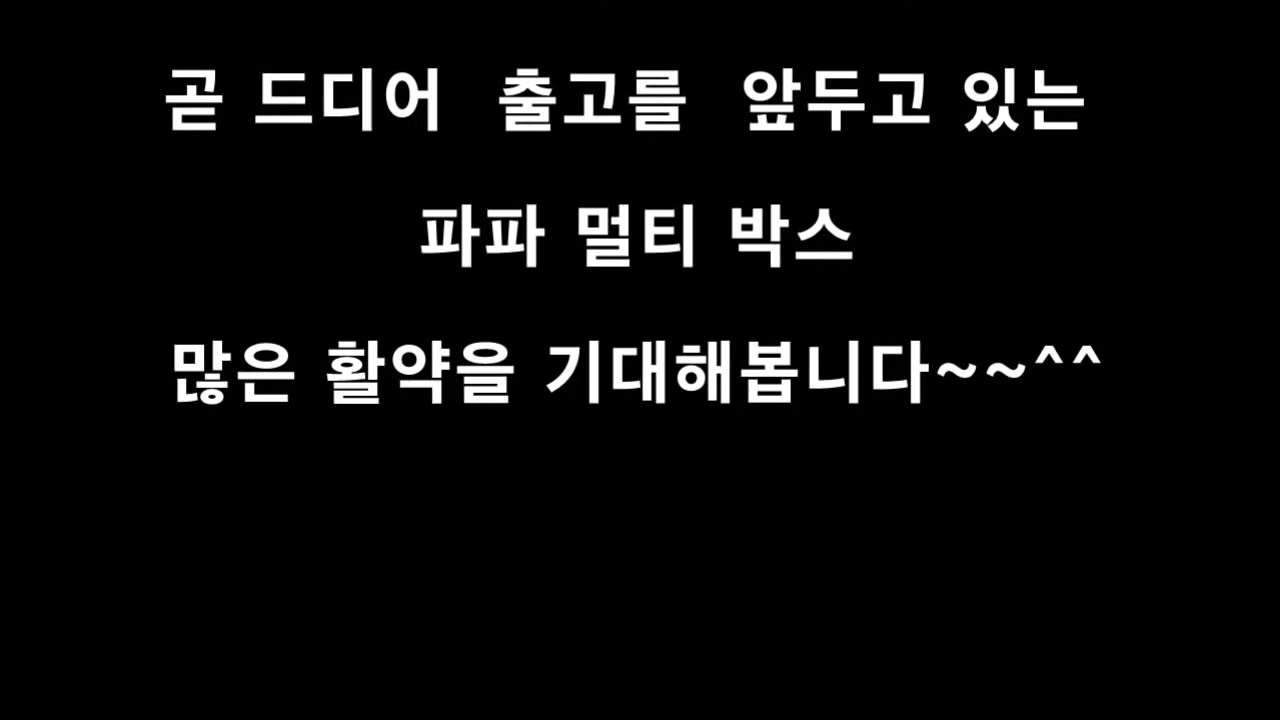 곧 드디어 출고를 앞두고 있는
파파 멀티 박스
많은 활약을 기대해봅니다~~^^